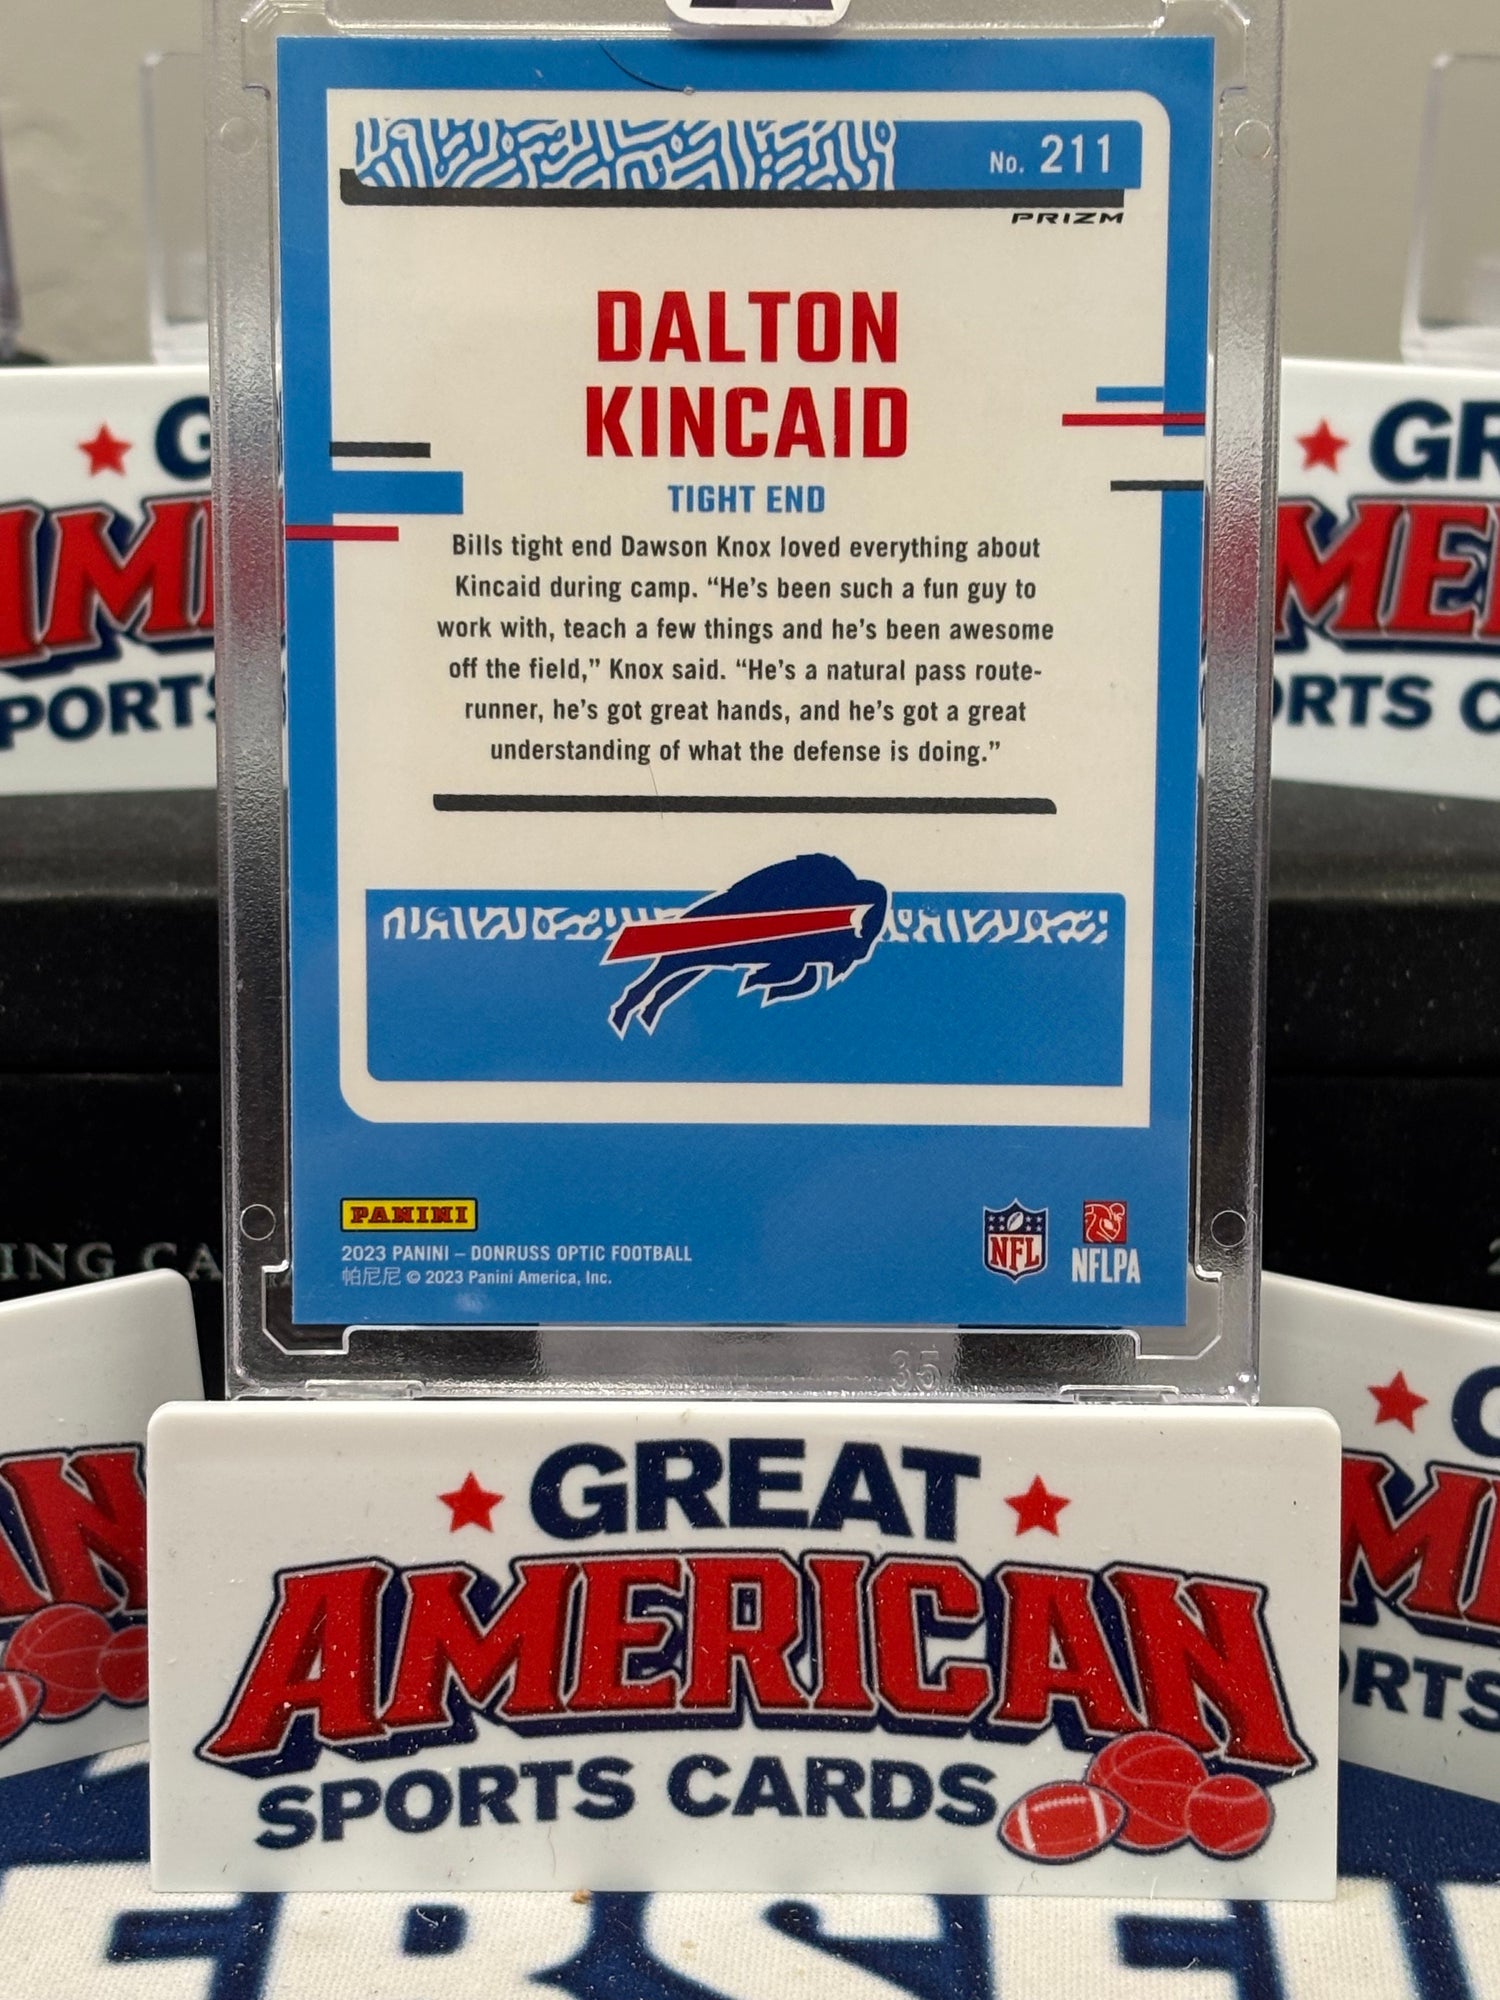 No. 211
PRIZM
DALTON
KINCAID
TIGHT END
Bills tight end Dawson Knox loved everything about
Kincaid during camp. “He’s been such a fun guy to
work with, teach a few things and he’s been awesome
off the field,” Knox said. “He’s a natural pass route-
runner, he’s got great hands, and he’s got a great
understanding of what the defense is doing.”
PANINI
2023 PANINI – DONRUSS OPTIC FOOTBALL
帕尼尼 © 2023 Panini America, Inc.
NFL
NFLPA
35
GREAT
AMERICAN
SPORTS CARDS